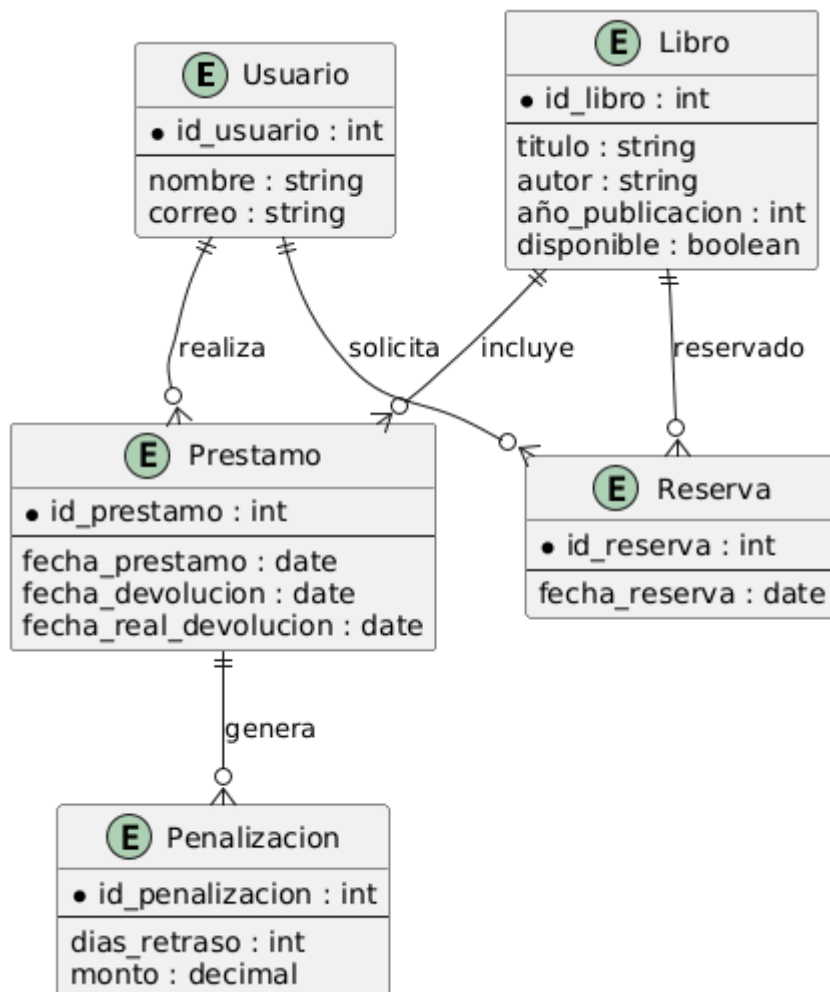 E Usuario
id_usuario : int
nombre : string
correo : string
E Libro
id_libro : int
titulo : string
autor : string
año_publicacion : int
disponible : boolean
realiza
solicita
incluye
reservado
E Prestamo
id_prestamo : int
fecha_prestamo : date
fecha_devolucion : date
fecha_real_devolucion : date
E Reserva
id_reserva : int
fecha_reserva : date
genera
E Penalizacion
id_penalizacion : int
dias_retraso : int
monto : decimal